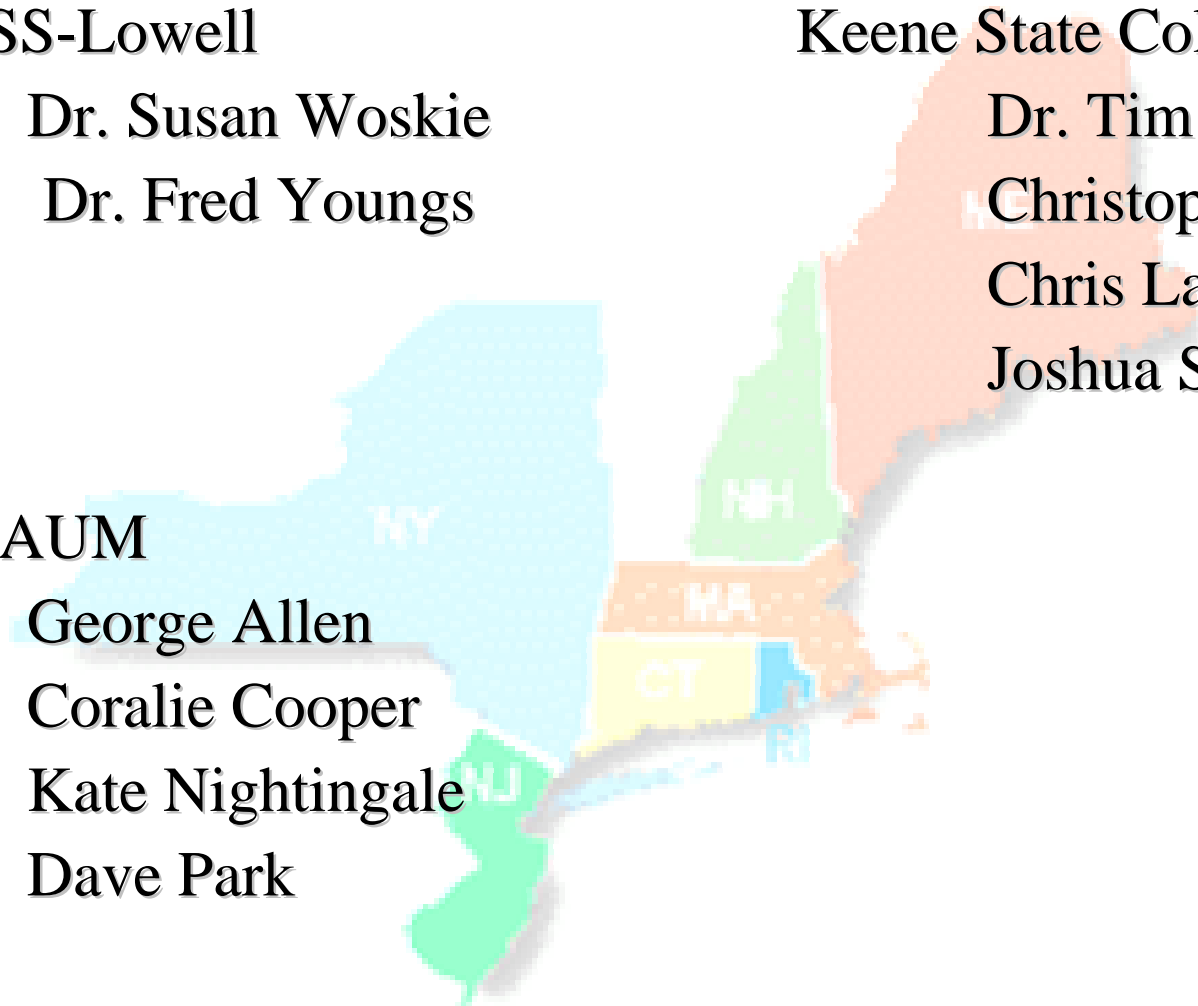 SS-Lowell
Dr. Susan Woskie
Dr. Fred Youngs
Keene State Col
Dr. Tim
Christop
Chris La
Joshua S
AUM
George Allen
Coralie Cooper
Kate Nightingale
Dave Park
ME
NH
NY
MA
CT
RI
NJ